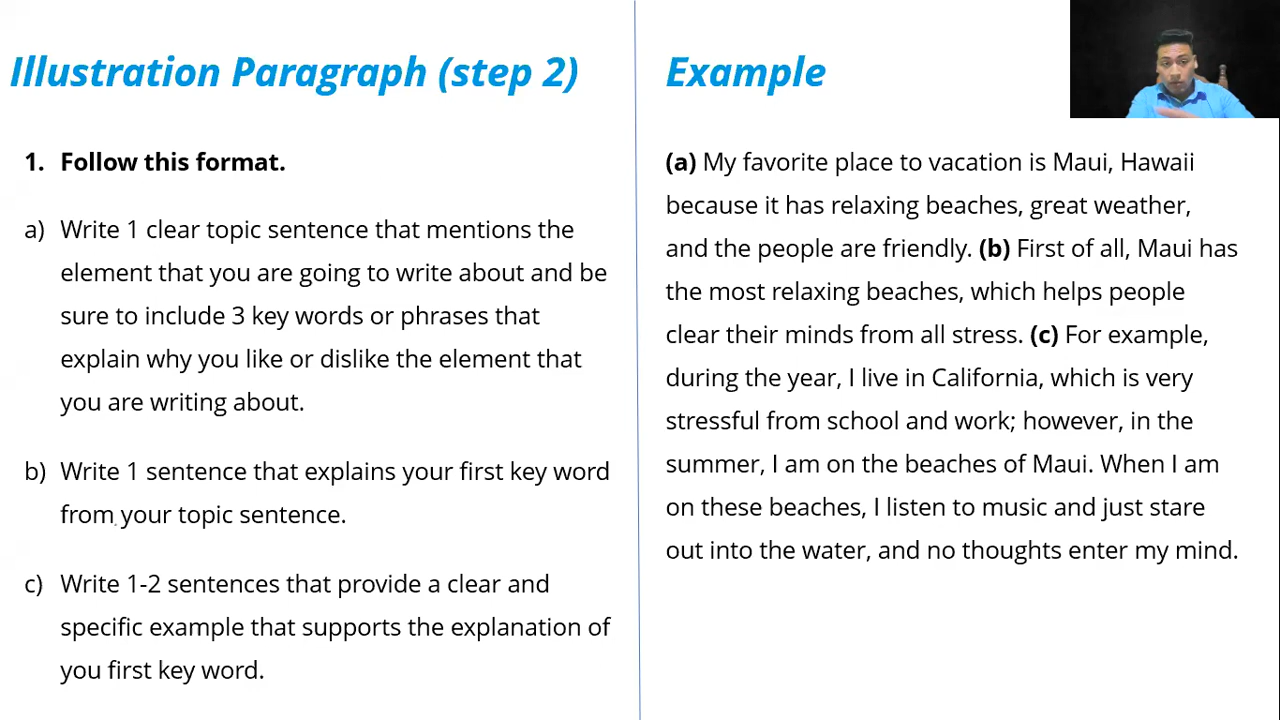 Illustration Paragraph (step 2)
1. Follow this format.
a) Write 1 clear topic sentence that mentions the
element that you are going to write about and be
sure to include 3 key words or phrases that
explain why you like or dislike the element that
you are writing about.
b) Write 1 sentence that explains your first key word
from your topic sentence.
c) Write 1-2 sentences that provide a clear and
specific example that supports the explanation of
you first key word.
Example
(a) My favorite place to vacation is Maui, Hawaii
because it has relaxing beaches, great weather,
and the people are friendly. (b) First of all, Maui has
the most relaxing beaches, which helps people
clear their minds from all stress. (c) For example,
during the year, I live in California, which is very
stressful from school and work; however, in the
summer, I am on the beaches of Maui. When I am
on these beaches, I listen to music and just stare
out into the water, and no thoughts enter my mind.